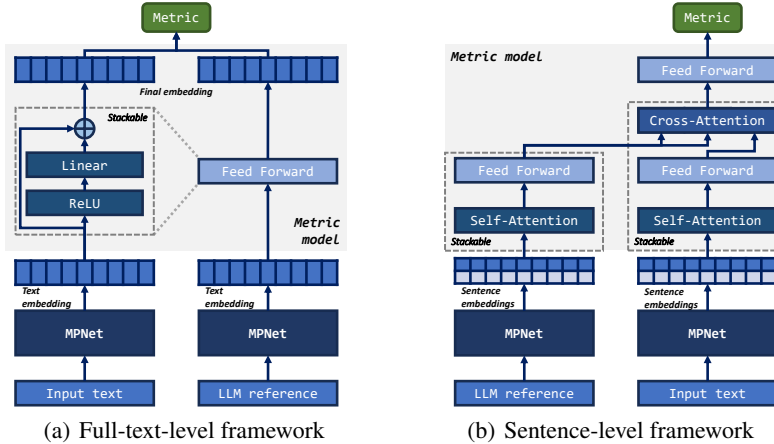 Metric
Final embedding
Stackable
Linear
ReLU
Feed Forward
Metric
model
Text
embedding
Text
embedding
MPNet
MPNet
Input text
LLM reference
(a) Full-text-level framework
Metric
Metric model
Feed Forward
Cross-Attention
Feed Forward
Feed Forward
Self-Attention
Self-Attention
Stackable
Stackable
Sentence
embeddings
Sentence
embeddings
MPNet
MPNet
LLM reference
Input text
(b) Sentence-level framework